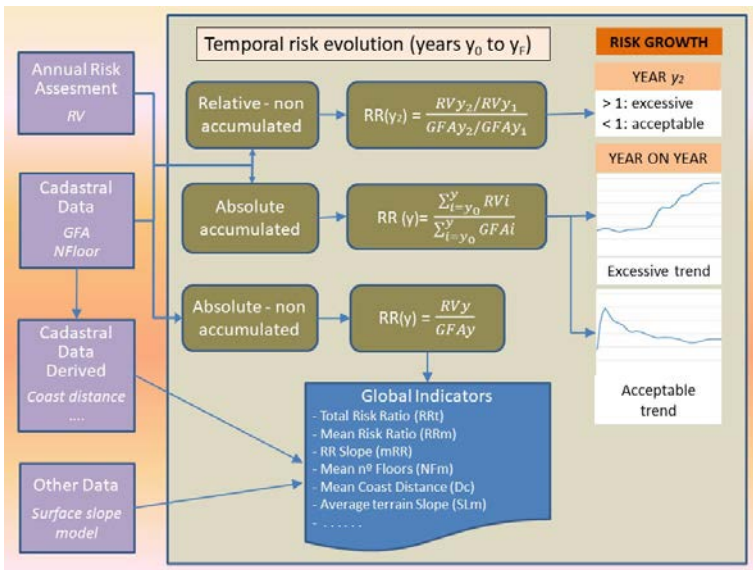 Temporal risk evolution (years y₀ to y_F)
RISK GROWTH
Annual Risk
Assesment
RV
Relative - non
accumulated
RR(y₂) = (RVy₂/RVy₁)/(GFAy₂/GFAy₁)
YEAR y₂
> 1: excessive
< 1: acceptable
YEAR ON YEAR
Cadastral
Data
GFA
NFloor
Absolute
accumulated
RR (y)= (∑_{i=y₀}^{y} RVi)/(∑_{i=y₀}^{y} GFAi)
Excessive trend
Absolute - non
accumulated
RR(y) = RVy/GFAy
Acceptable
trend
Cadastral
Data
Derived
Coast distance
....
Global Indicators
- Total Risk Ratio (RRt)
- Mean Risk Ratio (RRm)
- RR Slope (mRR)
- Mean nº Floors (NFm)
- Mean Coast Distance (Dc)
- Average terrain Slope (SLm)
- . . . . . .
Other Data
Surface slope
model